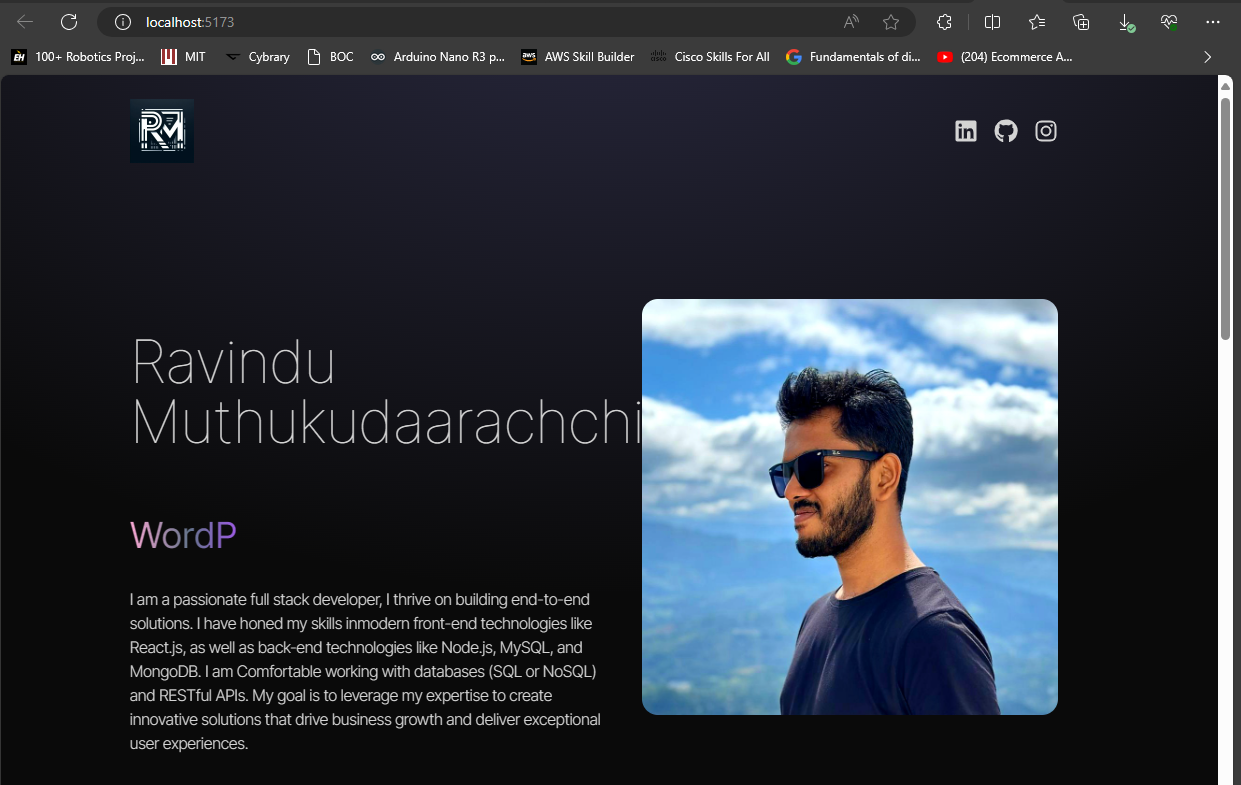 localhost:5173
100+ Robotics Proj... MIT Cybrary BOC Arduino Nano R3 p... AWS Skill Builder Cisco Skills For All Fundamentals of di... (204) Ecommerce A...
RM
Ravindu
Muthukudaarachchi
WordP
I am a passionate full stack developer, I thrive on building end-to-end
solutions. I have honed my skills inmodern front-end technologies like
React.js, as well as back-end technologies like Node.js, MySQL, and
MongoDB. I am Comfortable working with databases (SQL or NoSQL)
and RESTful APIs. My goal is to leverage my expertise to create
innovative solutions that drive business growth and deliver exceptional
user experiences.